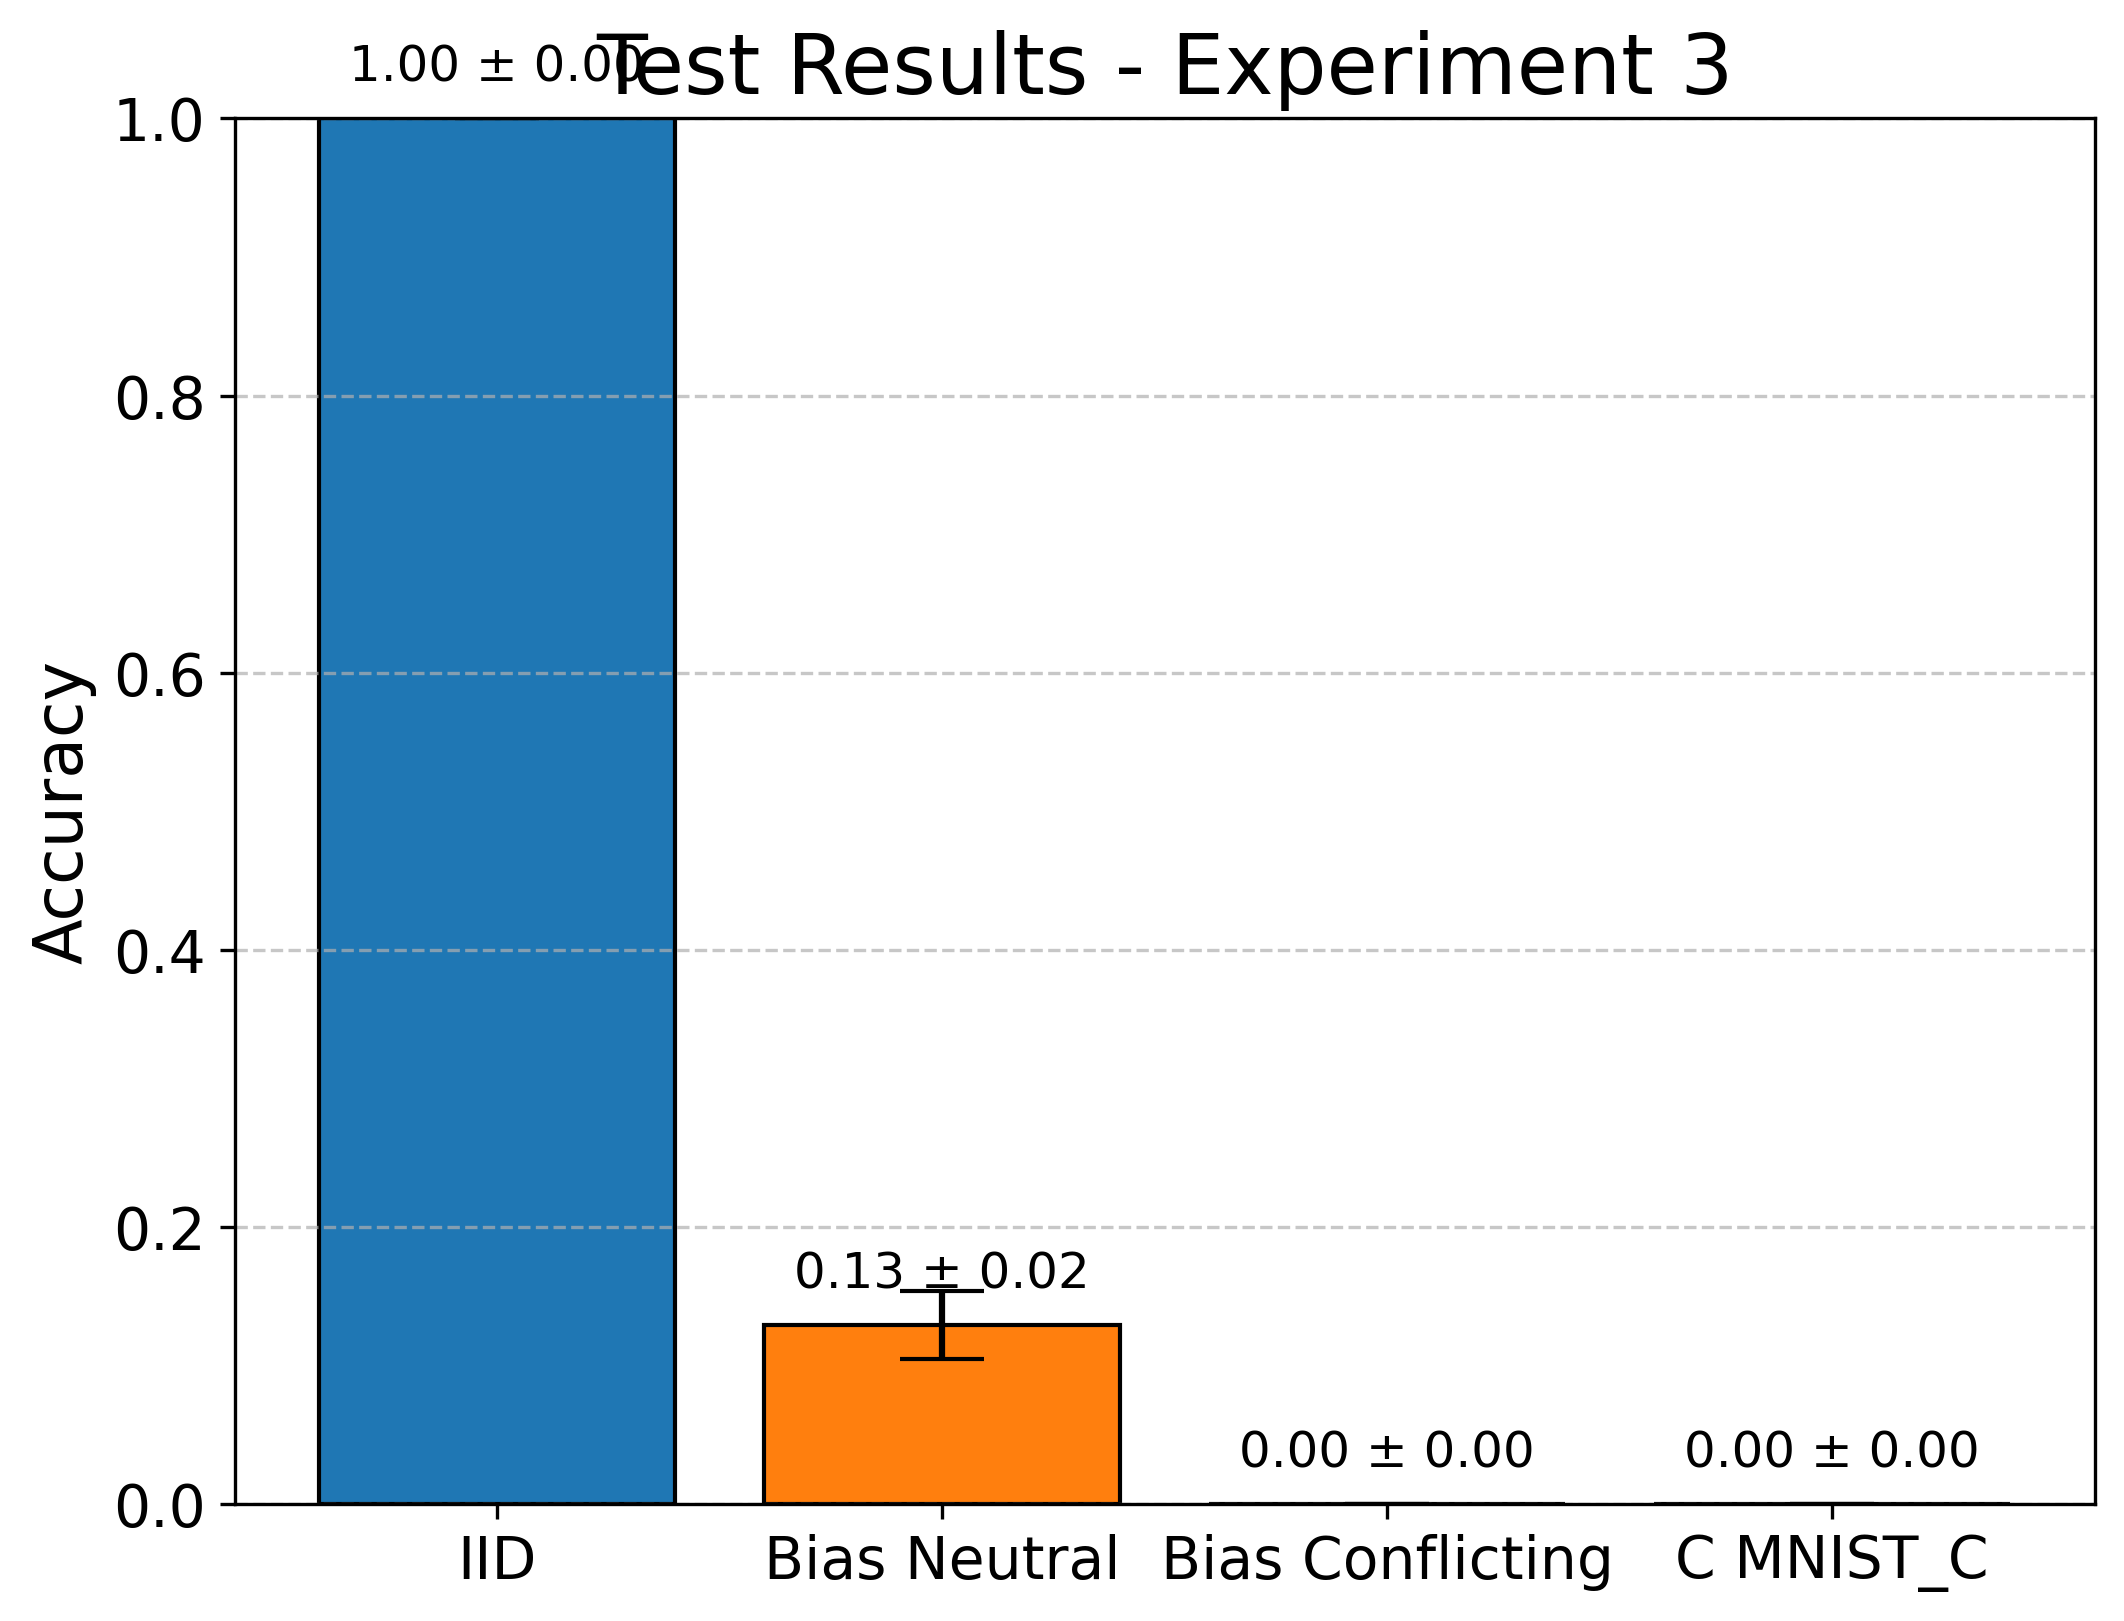 Test Results - Experiment 3
1.00 ± 0.00
1.0
0.8
0.6
0.4
0.2
0.0
Accuracy
0.13 ± 0.02
0.00 ± 0.00
0.00 ± 0.00
IID
Bias Neutral
Bias Conflicting
C MNIST_C